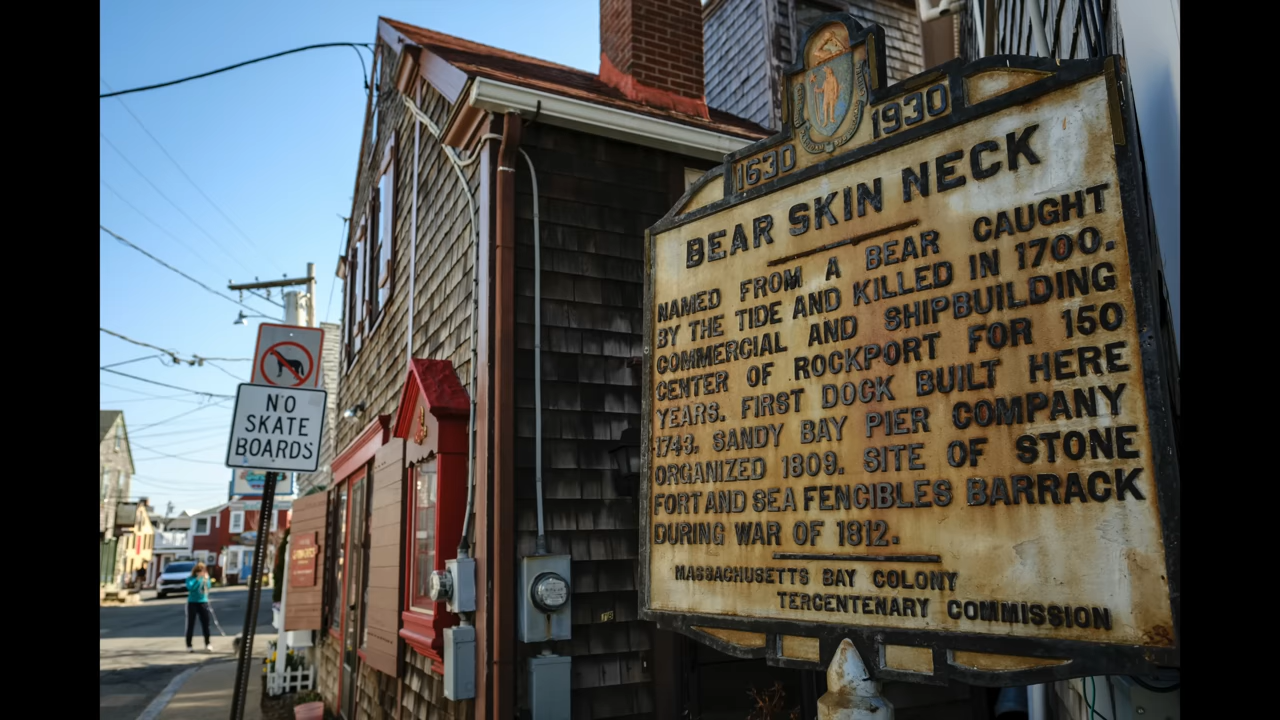 1630 1930
BEAR SKIN NECK
NAMED FROM A BEAR CAUGHT
BY THE TIDE AND KILLED IN 1700.
COMMERCIAL AND SHIPBUILDING
CENTER OF ROCKPORT FOR 150
YEARS. FIRST DOCK BUILT HERE
1743. SANDY BAY PIER COMPANY
ORGANIZED 1809. SITE OF STONE
FORT AND SEA FENCIBLES BARRACK
DURING WAR OF 1812.
MASSACHUSETTS BAY COLONY
TERCENTENARY COMMISSION
NO
SKATE
BOARDS